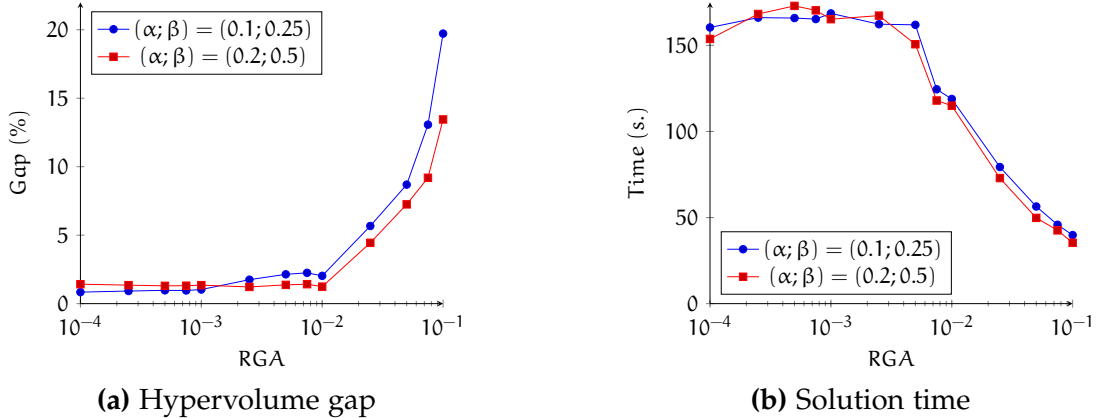 20
15
10
5
0
Gap (%)
(α; β) = (0.1; 0.25)
(α; β) = (0.2; 0.5)
10⁻⁴
10⁻³
10⁻²
10⁻¹
RGA
(a) Hypervolume gap
150
100
50
0
Time (s.)
(α; β) = (0.1; 0.25)
(α; β) = (0.2; 0.5)
10⁻⁴
10⁻³
10⁻²
10⁻¹
RGA
(b) Solution time